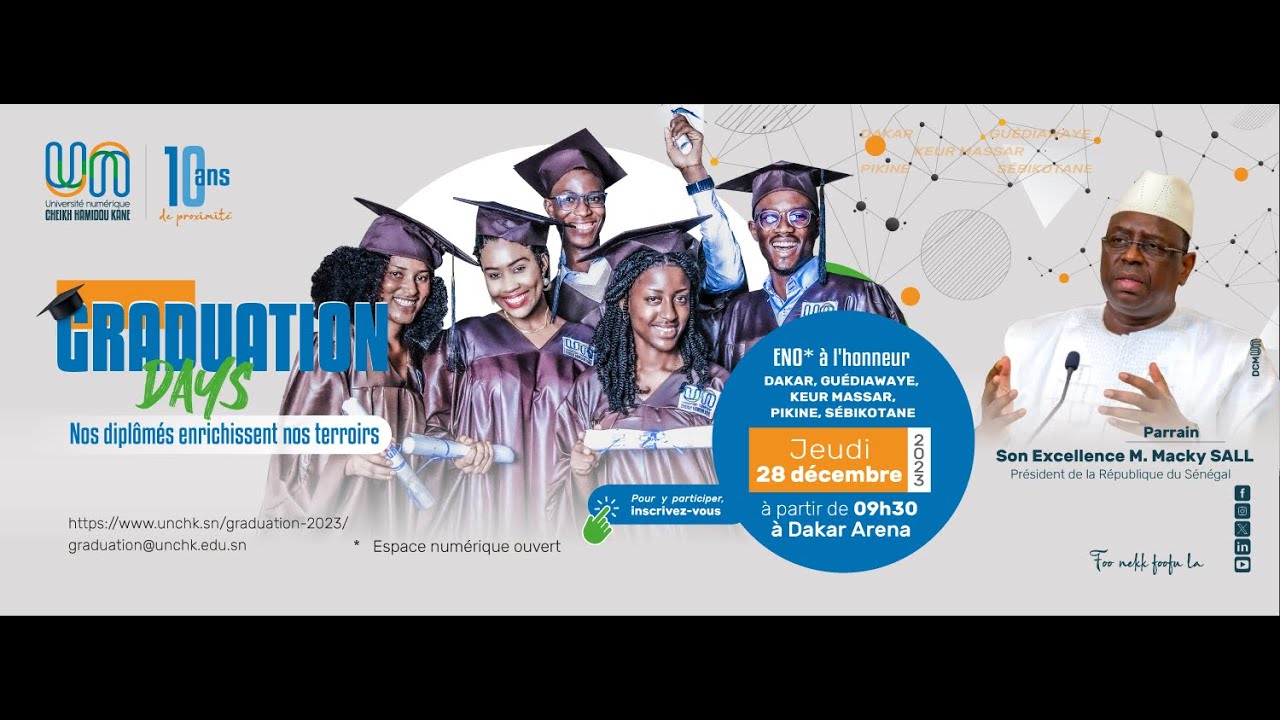 Université numérique
CHEIKH HAMIDOU KANE
10ans
de proximité
GRADUATION
DAYS
Nos diplômés enrichissent nos terroirs
https://www.unchk.sn/graduation-2023/
graduation@unchk.edu.sn
* Espace numérique ouvert
Pour y participer,
inscrivez-vous
ENO* à l'honneur
DAKAR, GUÉDIAWAYE,
KEUR MASSAR,
PIKINE, SÉBIKOTANE
Jeudi
28 décembre
2023
à partir de 09h30
à Dakar Arena
DAKAR GUÉDIAWAYE
KEUR MASSAR
PIKINE SÉBIKOTANE
Parrain
Son Excellence M. Macky SALL
Président de la République du Sénégal
DCM
Foo nekk foofu la